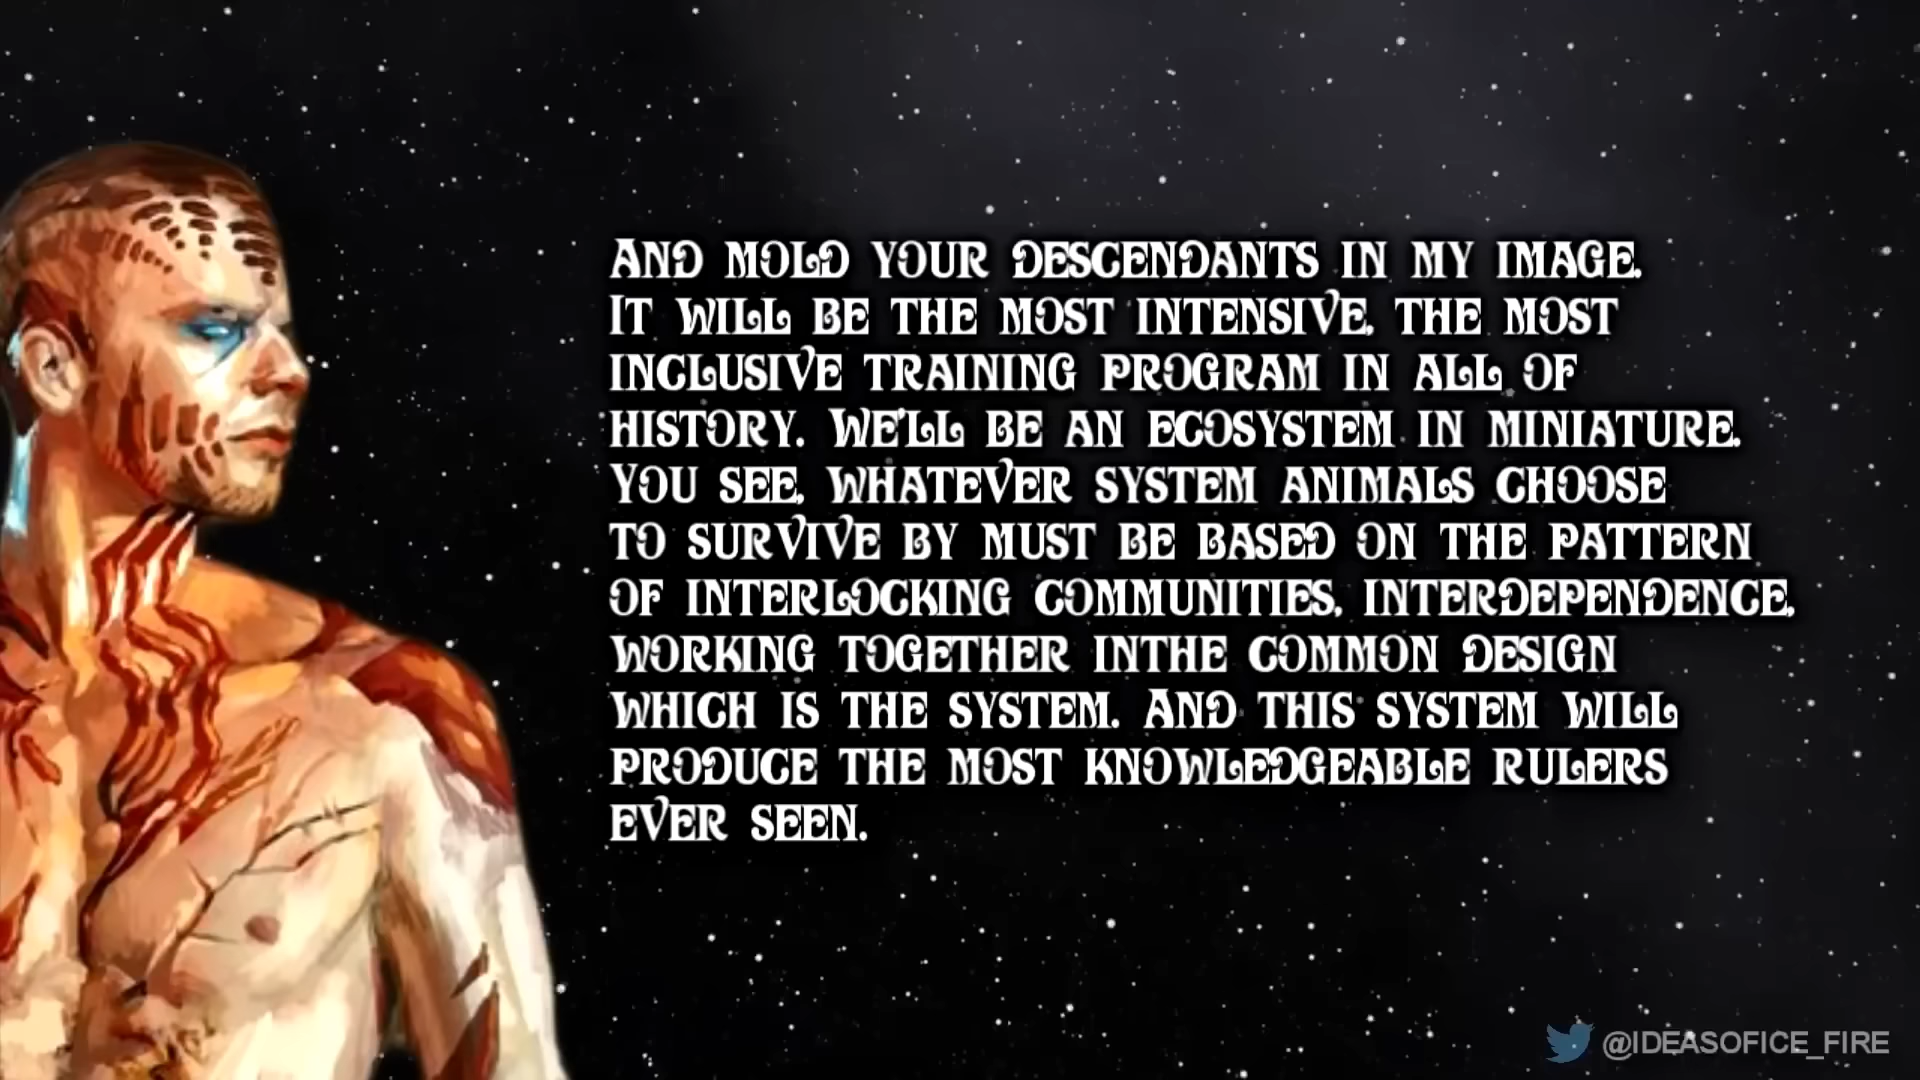 And mold your descendants in my image.
It will be the most intensive, the most
inclusive training program in all of
history. We'll be an ecosystem in miniature.
You see, whatever system animals choose
to survive by must be based on the pattern
of interlocking communities, interdependence,
working together inthe common design
which is the system. And this system will
produce the most knowledgeable rulers
ever seen.
@IDEASOFICE_FIRE